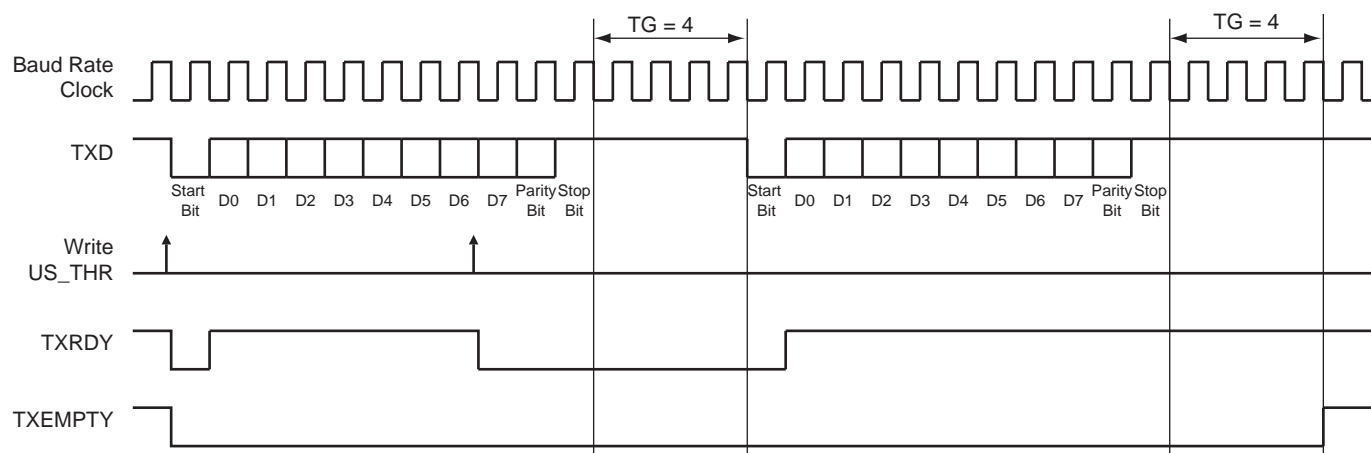 TG = 4
TG = 4
Baud Rate
Clock
TXD
Start
Bit
D0
D1
D2
D3
D4
D5
D6
D7
Parity
Bit
Stop
Bit
Start
Bit
D0
D1
D2
D3
D4
D5
D6
D7
Parity
Bit
Stop
Bit
Write
US_THR
TXRDY
TXEMPTY